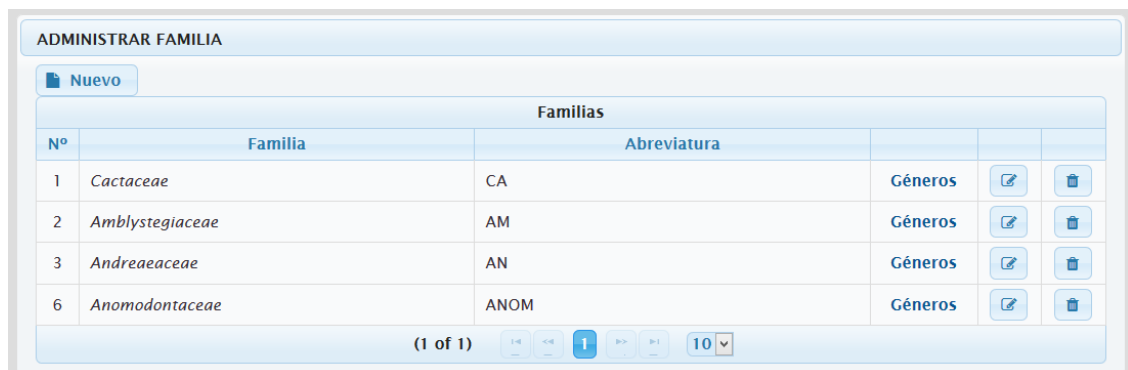 ADMINISTRAR FAMILIA
Nuevo
Familias
Nº Familia Abreviatura
1 Cactaceae CA Géneros
2 Amblystegiaceae AM Géneros
3 Andreaeaceae AN Géneros
6 Anomodontaceae ANOM Géneros
(1 of 1) 1 10